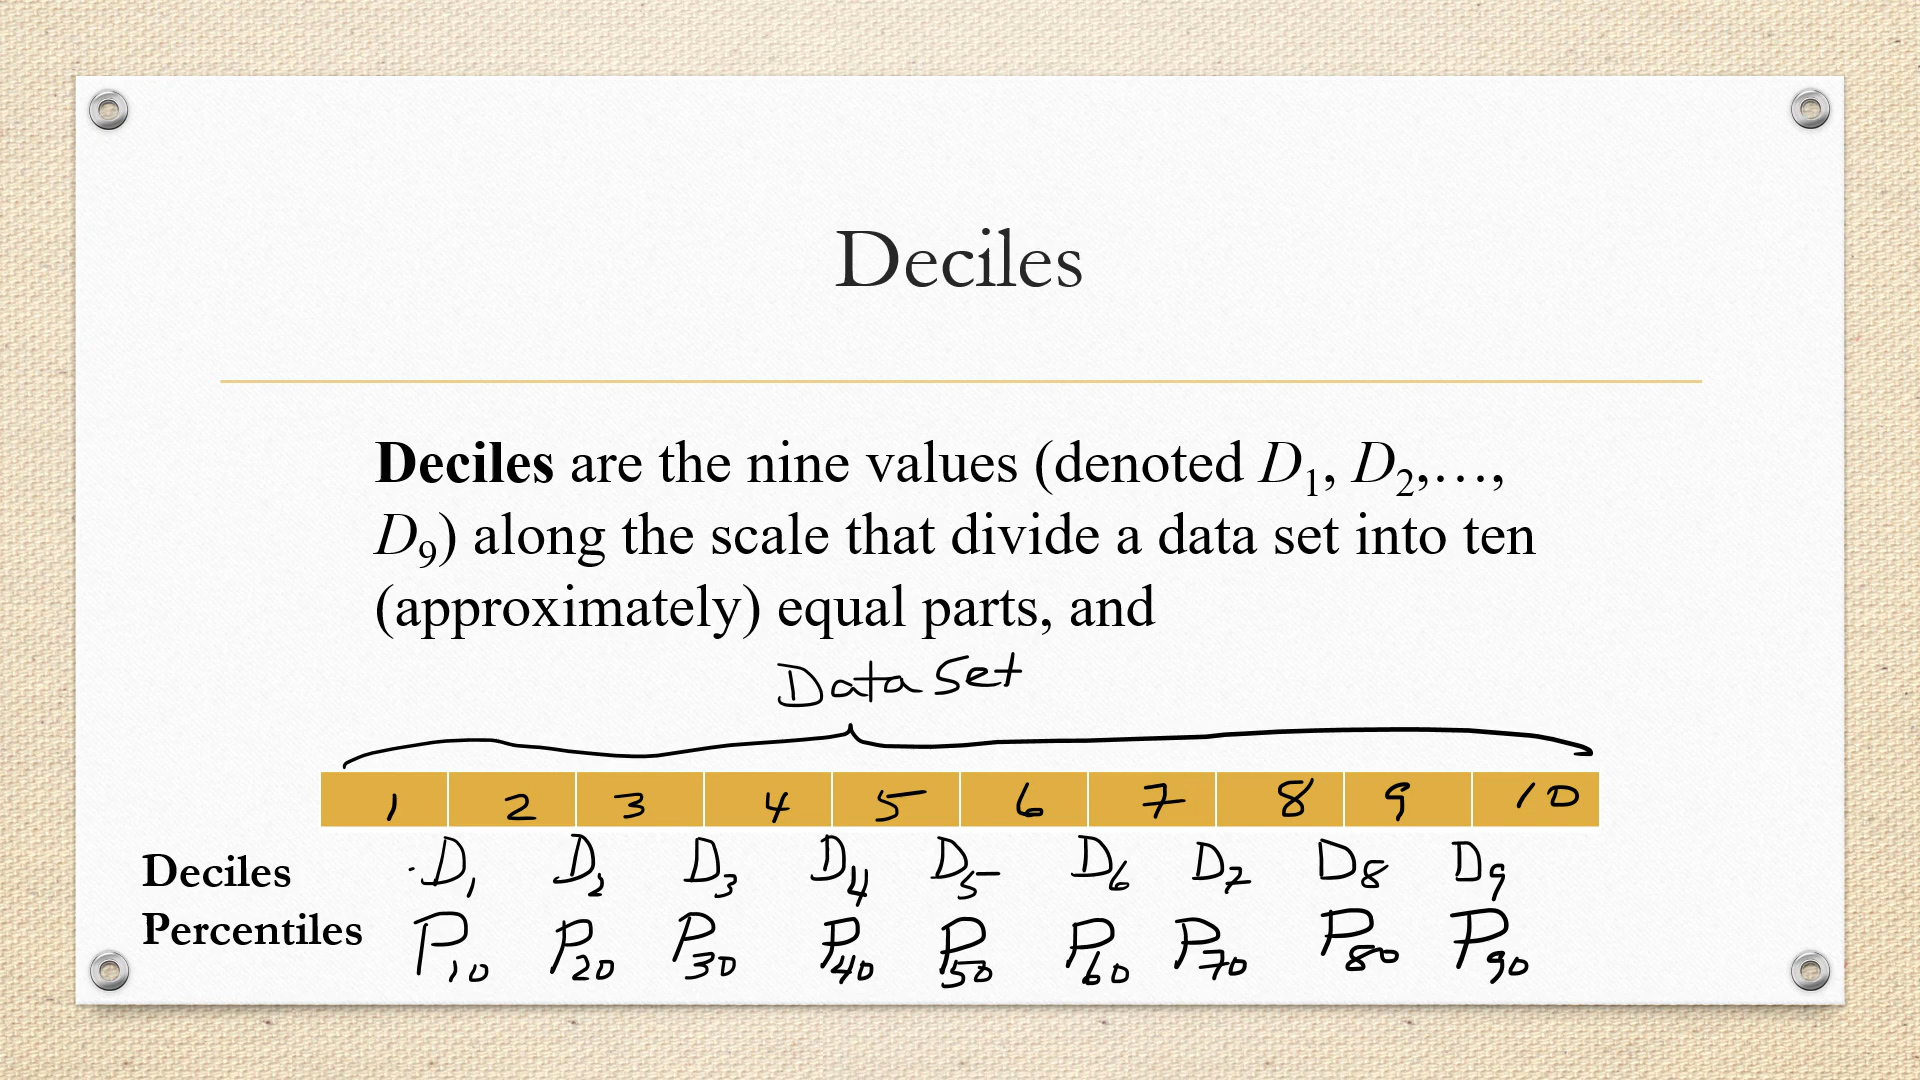 Deciles
Deciles are the nine values (denoted D₁, D₂,…,
D₉) along the scale that divide a data set into ten
(approximately) equal parts, and
Data Set
1 2 3 4 5 6 7 8 9 10
Deciles D₁ D₂ D₃ D₄ D₅ D₆ D₇ D₈ D₉
Percentiles P₁₀ P₂₀ P₃₀ P₄₀ P₅₀ P₆₀ P₇₀ P₈₀ P₉₀